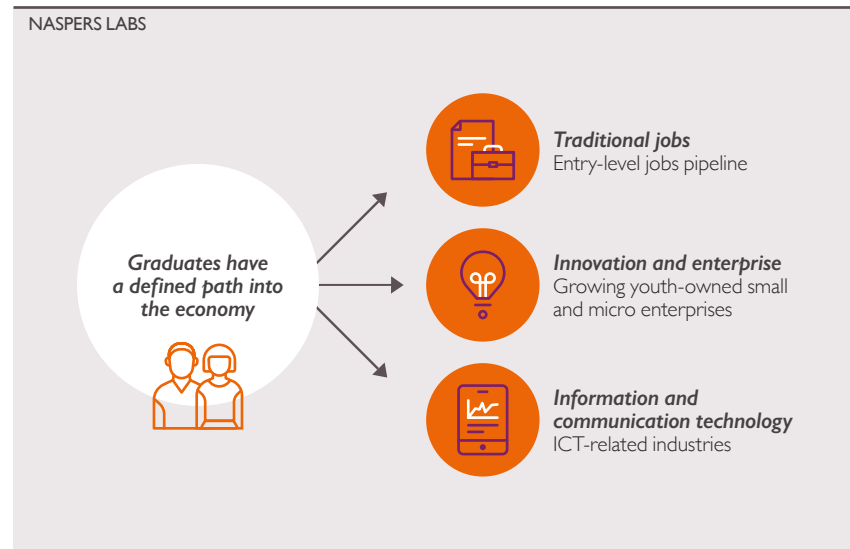 NASPERS LABS
Graduates have
a defined path into
the economy
Traditional jobs
Entry-level jobs pipeline
Innovation and enterprise
Growing youth-owned small
and micro enterprises
Information and
communication technology
ICT-related industries